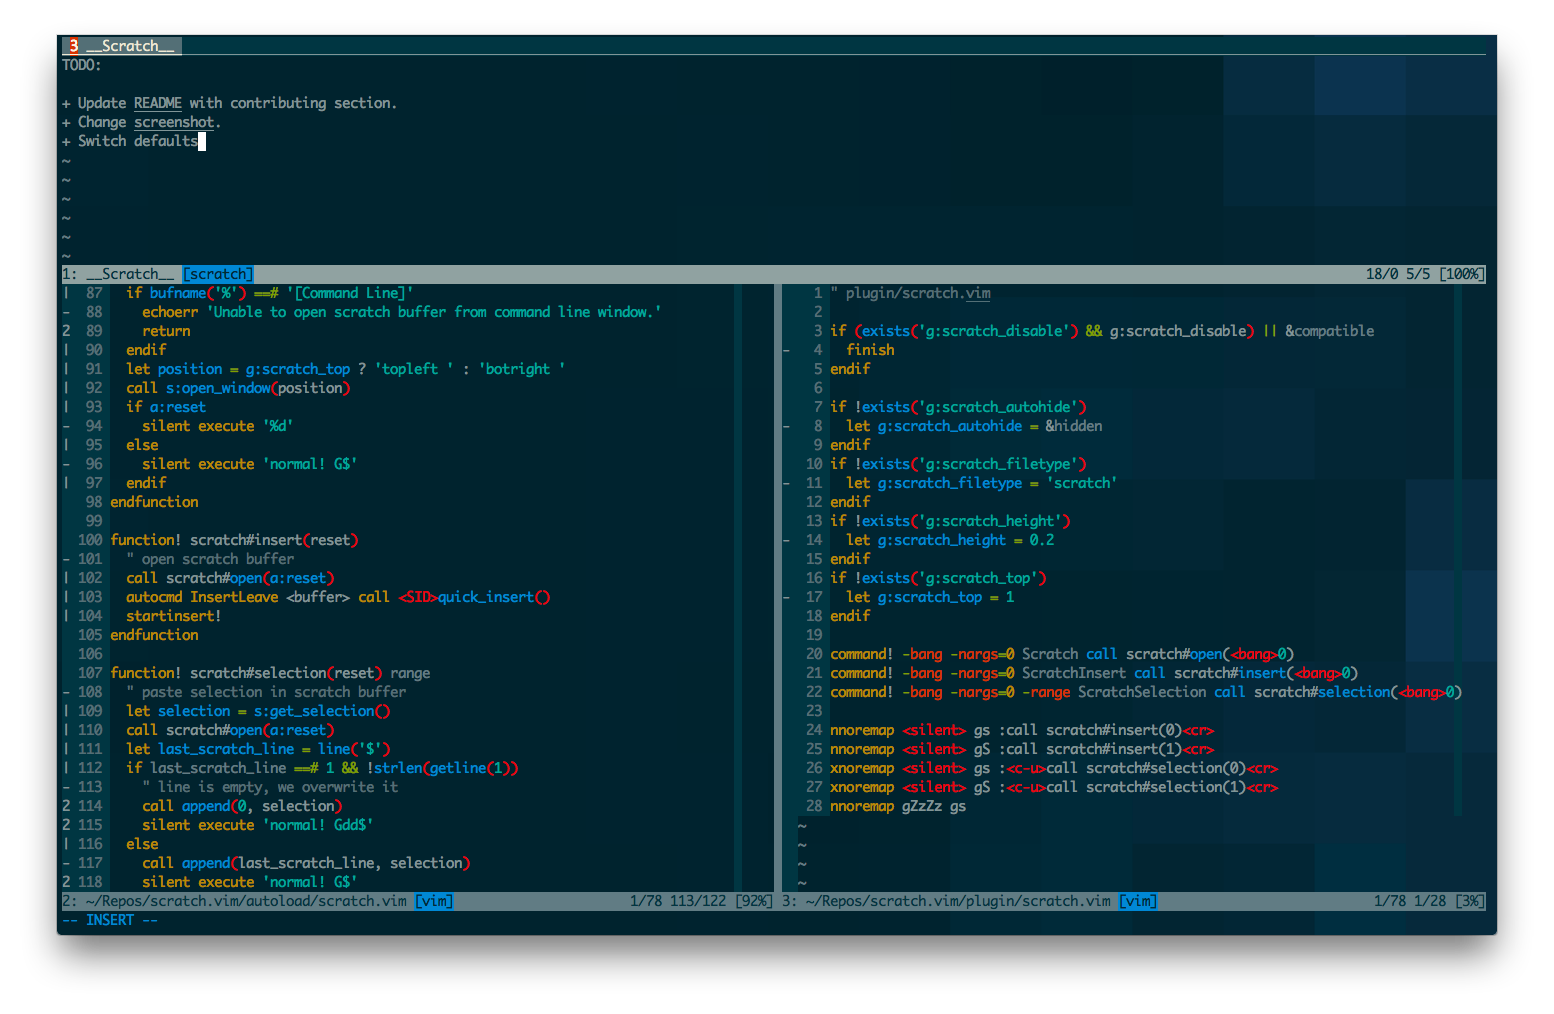 3 __Scratch__
TODO:
+ Update README with contributing section.
+ Change screenshot.
+ Switch defaults
~
~
~
~
~
~
1: __Scratch__ [scratch] 18/0 5/5 [100%]
| 87 if bufname('%') ==# '[Command Line]'
- 88 echoerr 'Unable to open scratch buffer from command line window.'
2 89 return
| 90 endif
| 91 let position = g:scratch_top ? 'topleft ' : 'botright '
| 92 call s:open_window(position)
| 93 if a:reset
- 94 silent execute '%d'
| 95 else
- 96 silent execute 'normal! G$'
| 97 endif
98 endfunction
99
100 function! scratch#insert(reset)
- 101 " open scratch buffer
| 102 call scratch#open(a:reset)
| 103 autocmd InsertLeave <buffer> call <SID>quick_insert()
| 104 startinsert!
105 endfunction
106
107 function! scratch#selection(reset) range
- 108 " paste selection in scratch buffer
| 109 let selection = s:get_selection()
| 110 call scratch#open(a:reset)
| 111 let last_scratch_line = line('$')
| 112 if last_scratch_line ==# 1 && !strlen(getline(1))
- 113 " line is empty, we overwrite it
2 114 call append(0, selection)
2 115 silent execute 'normal! Gdd$'
| 116 else
- 117 call append(last_scratch_line, selection)
2 118 silent execute 'normal! G$'
2: ~/Repos/scratch.vim/autoload/scratch.vim [vim] 1/78 113/122 [92%]
1 " plugin/scratch.vim
2
3 if (exists('g:scratch_disable') && g:scratch_disable) || &compatible
- 4 finish
5 endif
6
7 if !exists('g:scratch_autohide')
- 8 let g:scratch_autohide = &hidden
9 endif
10 if !exists('g:scratch_filetype')
- 11 let g:scratch_filetype = 'scratch'
12 endif
13 if !exists('g:scratch_height')
- 14 let g:scratch_height = 0.2
15 endif
16 if !exists('g:scratch_top')
- 17 let g:scratch_top = 1
18 endif
19
20 command! -bang -nargs=0 Scratch call scratch#open(<bang>0)
21 command! -bang -nargs=0 ScratchInsert call scratch#insert(<bang>0)
22 command! -bang -nargs=0 -range ScratchSelection call scratch#selection(<bang>0)
23
24 nnoremap <silent> gs :call scratch#insert(0)<cr>
25 nnoremap <silent> gS :call scratch#insert(1)<cr>
26 xnoremap <silent> gs :<c-u>call scratch#selection(0)<cr>
27 xnoremap <silent> gS :<c-u>call scratch#selection(1)<cr>
28 nnoremap gZzZz gs
~
~
~
~
3: ~/Repos/scratch.vim/plugin/scratch.vim [vim] 1/78 1/28 [3%]
-- INSERT --